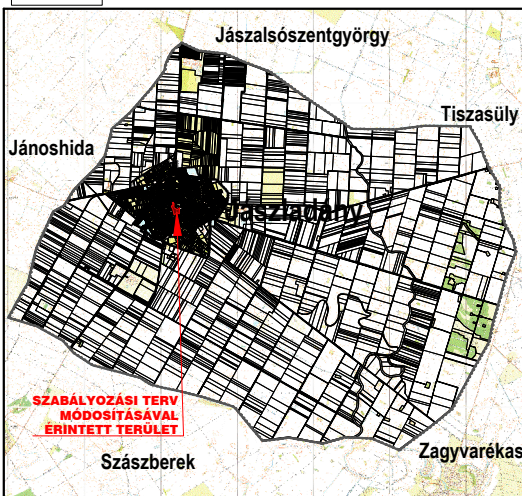 Jászalsószentgyörgy
Tiszasüly
Jánoshida
Jászladány
SZABÁLYOZÁSI TERV
MÓDOSÍTÁSÁVAL
ÉRINTETT TERÜLET
Szászberek
Zagyvarékas